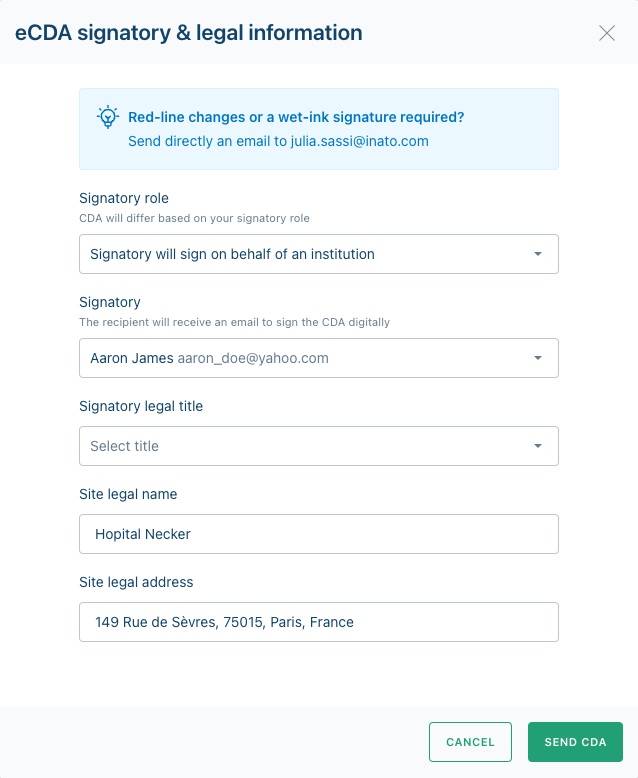 eCDA signatory & legal information
Red-line changes or a wet-ink signature required?
Send directly an email to julia.sassi@inato.com
Signatory role
CDA will differ based on your signatory role
Signatory will sign on behalf of an institution
Signatory
The recipient will receive an email to sign the CDA digitally
Aaron James aaron_doe@yahoo.com
Signatory legal title
Select title
Site legal name
Hopital Necker
Site legal address
149 Rue de Sèvres, 75015, Paris, France
CANCEL SEND CDA